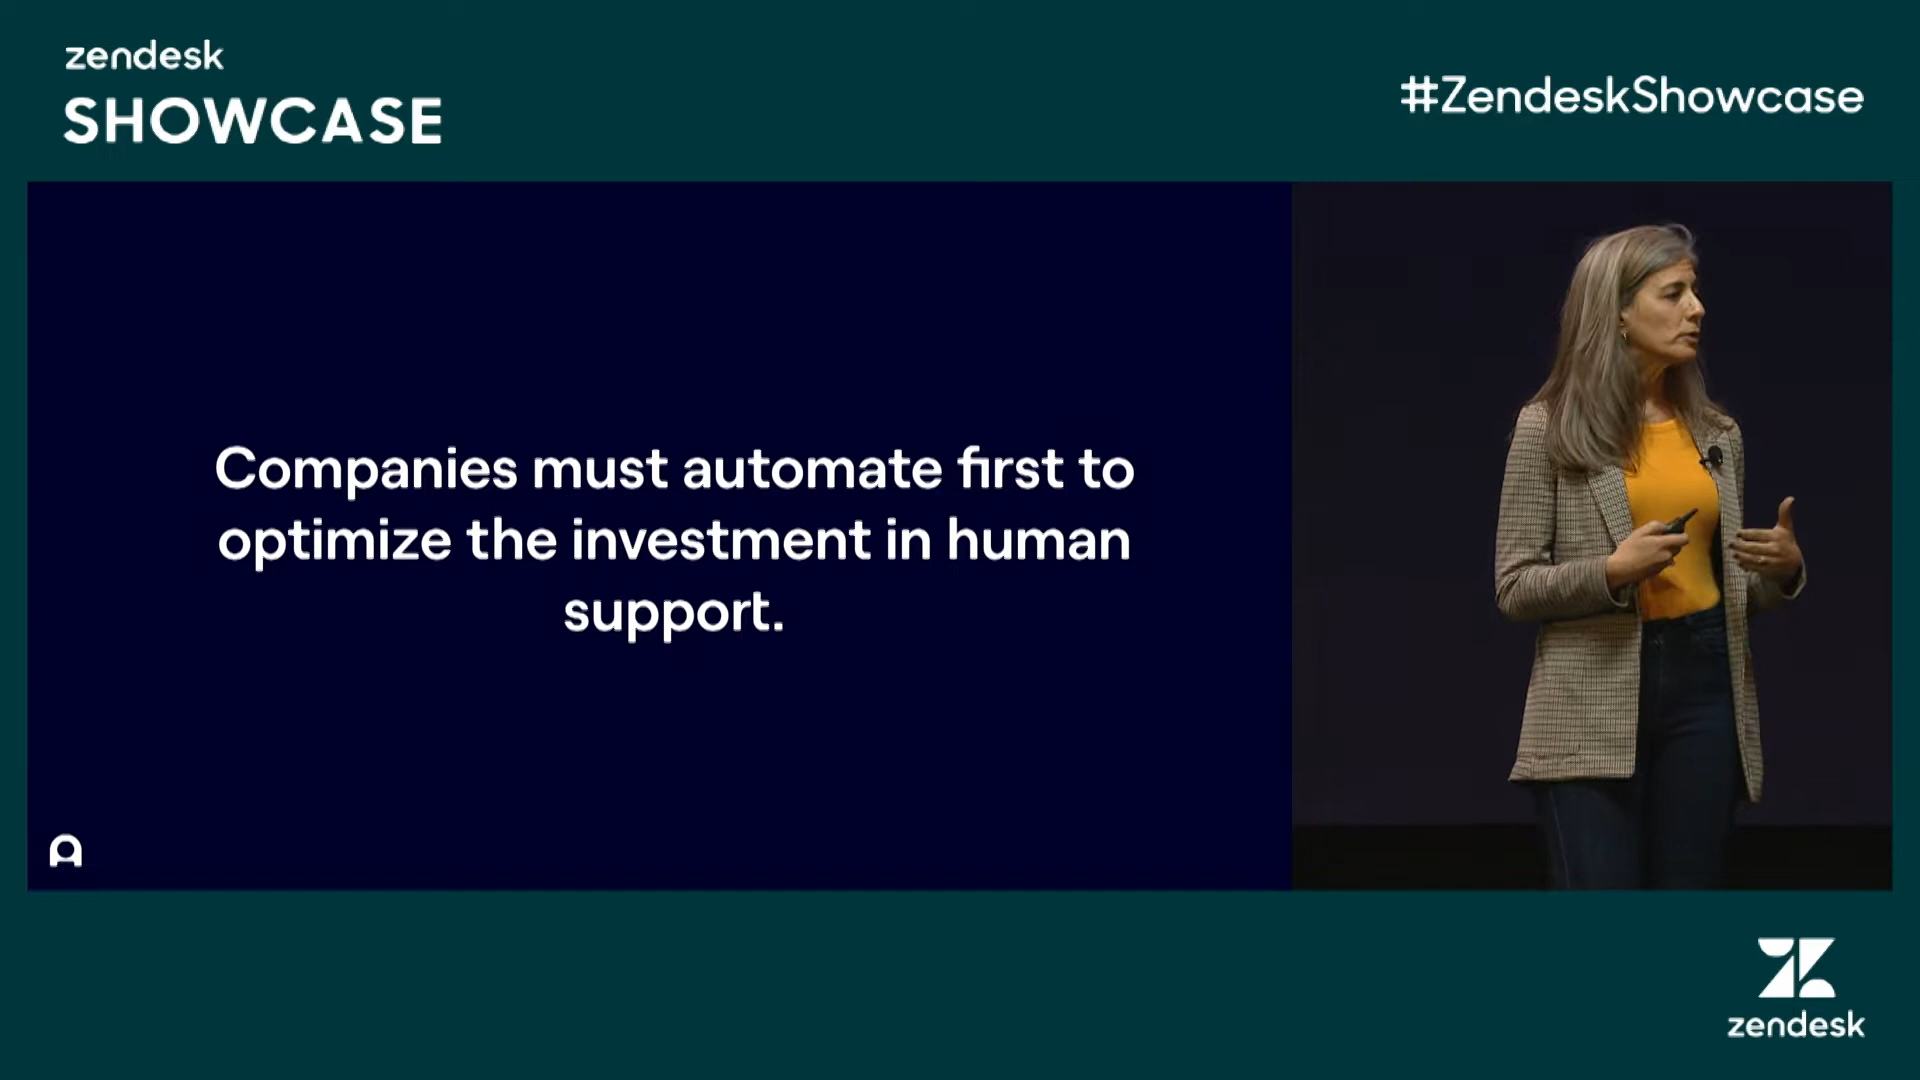 zendesk
SHOWCASE
#ZendeskShowcase
Companies must automate first to
optimize the investment in human
support.
zendesk